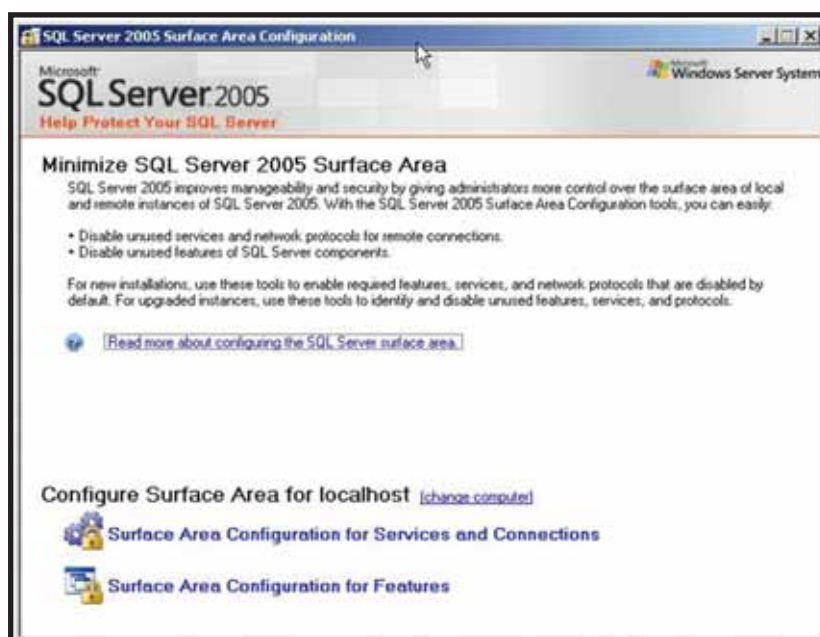 SQL Server 2005 Surface Area Configuration
Microsoft
SQL Server 2005
Help Protect Your SQL Server
Microsoft
Windows Server System
Minimize SQL Server 2005 Surface Area
SQL Server 2005 improves manageability and security by giving administrators more control over the surface area of local
and remote instances of SQL Server 2005. With the SQL Server 2005 Surface Area Configuration tools, you can easily:
• Disable unused services and network protocols for remote connections.
• Disable unused features of SQL Server components.
For new installations, use these tools to enable required features, services, and network protocols that are disabled by
default. For upgraded instances, use these tools to identify and disable unused features, services, and protocols.
Read more about configuring the SQL Server surface area.
Configure Surface Area for localhost (change computer)
Surface Area Configuration for Services and Connections
Surface Area Configuration for Features